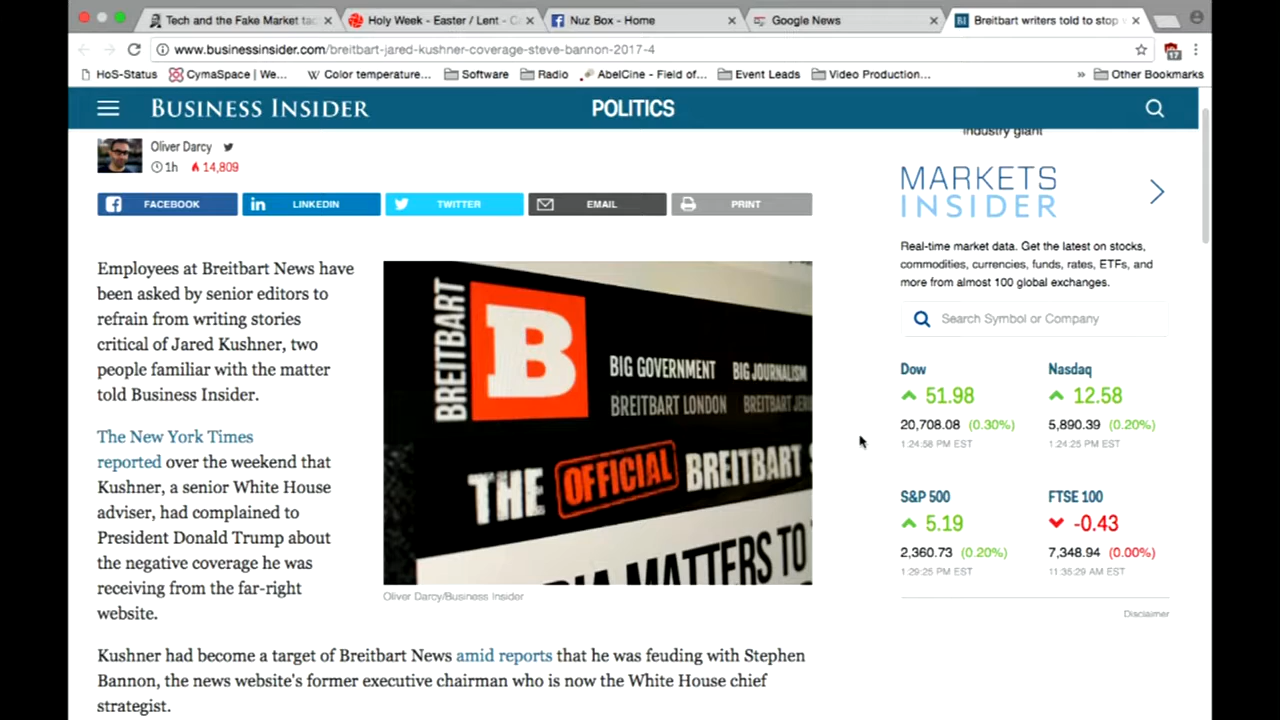 Tech and the Fake Market tac
Holy Week - Easter / Lent - C
Nuz Box - Home
Google News
Breitbart writers told to stop w
www.businessinsider.com/breitbart-jared-kushner-coverage-steve-bannon-2017-4
17
HoS-Status
CymaSpace | We...
Color temperature...
Software
Radio
AbelCine - Field of...
Event Leads
Video Production...
»
Other Bookmarks
BUSINESS INSIDER
POLITICS
industry giant
Oliver Darcy
1h 14,809
FACEBOOK
LINKEDIN
TWITTER
EMAIL
PRINT
Employees at Breitbart News have
been asked by senior editors to
refrain from writing stories
critical of Jared Kushner, two
people familiar with the matter
told Business Insider.
The New York Times
reported over the weekend that
Kushner, a senior White House
adviser, had complained to
President Donald Trump about
the negative coverage he was
receiving from the far-right
website.
BREITBART
B
BIG GOVERNMENT BIG JOURNALISM
BREITBART LONDON BREITBART JER
THE OFFICIAL BREITBART
MATTERS TO
Oliver Darcy/Business Insider
Kushner had become a target of Breitbart News amid reports that he was feuding with Stephen
Bannon, the news website's former executive chairman who is now the White House chief
strategist.
MARKETS
INSIDER
Real-time market data. Get the latest on stocks,
commodities, currencies, funds, rates, ETFs, and
more from almost 100 global exchanges.
Search Symbol or Company
Dow
51.98
20,708.08 (0.30%)
1:24:58 PM EST
Nasdaq
12.58
5,890.39 (0.20%)
1:24:25 PM EST
S&P 500
5.19
2,360.73 (0.20%)
1:29:25 PM EST
FTSE 100
-0.43
7,348.94 (0.00%)
11:35:29 AM EST
Disclaimer